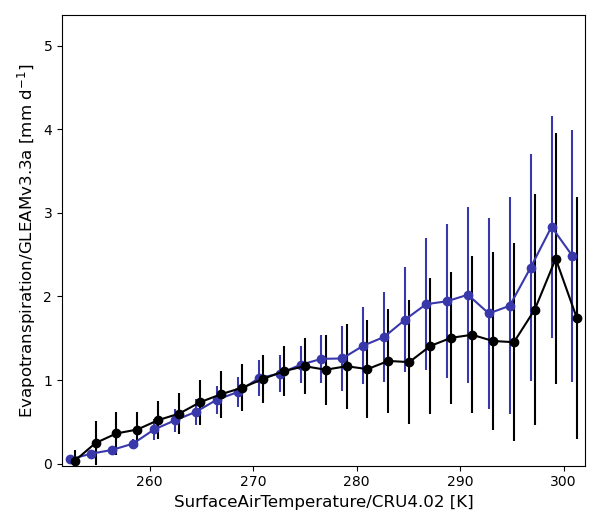 5
4
3
2
1
0
Evapotranspiration/GLEAMv3.3a [mm d⁻¹]
260 270 280 290 300
SurfaceAirTemperature/CRU4.02 [K]